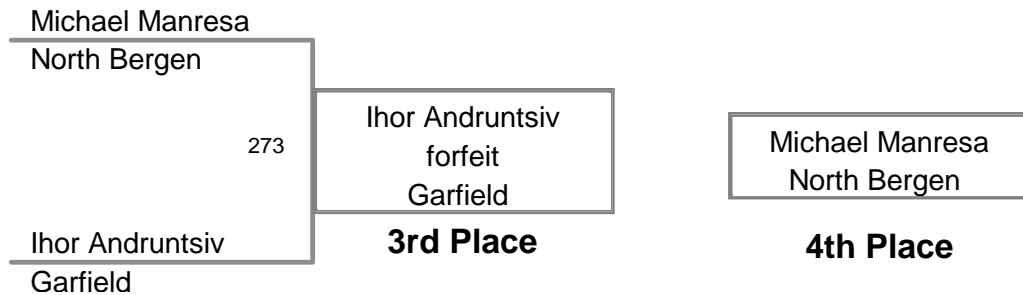 Michael Manresa
North Bergen
273
Ihor Andruntsiv
Garfield
Ihor Andruntsiv
forfeit
Garfield
3rd Place
Michael Manresa
North Bergen
4th Place